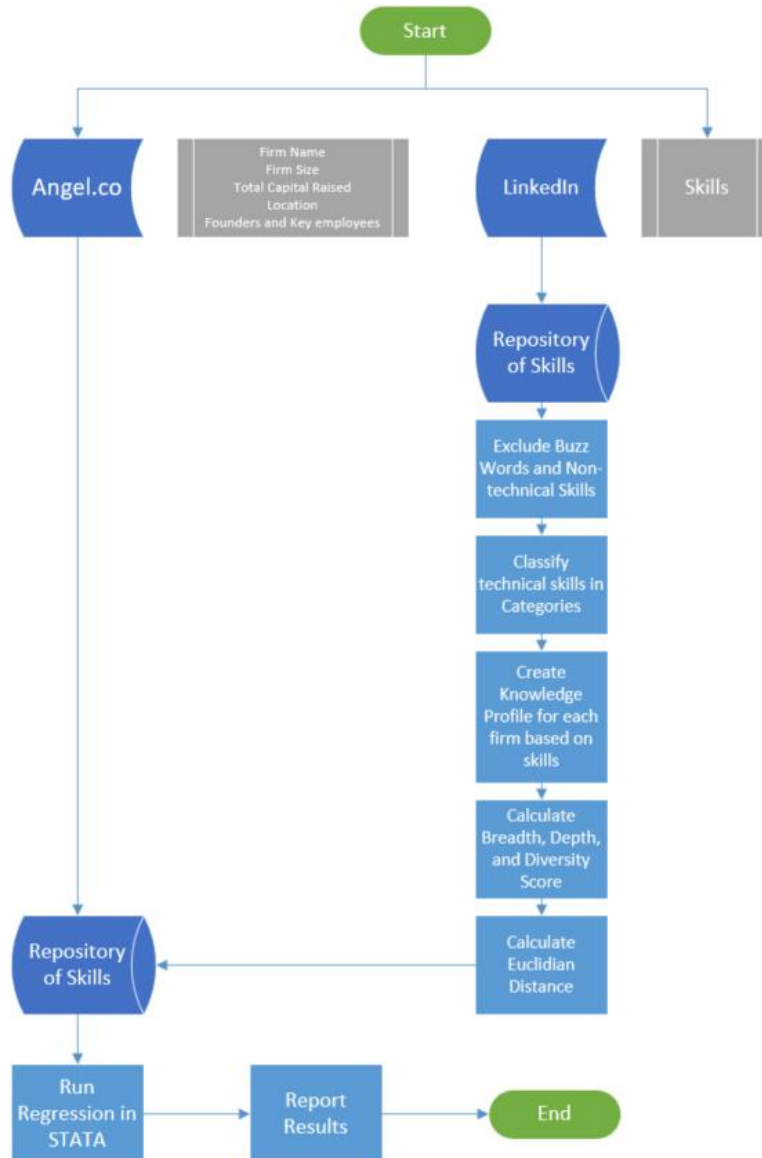 Start
Angel.co
Firm Name
Firm Size
Total Capital Raised
Location
Founders and Key employees
LinkedIn
Skills
Repository
of Skills
Exclude Buzz
Words and Non-
technical Skills
Classify
technical skills in
Categories
Create
Knowledge
Profile for each
firm based on
skills
Calculate
Breadth, Depth,
and Diversity
Score
Calculate
Euclidian
Distance
Repository
of Skills
Run
Regression in
STATA
Report
Results
End